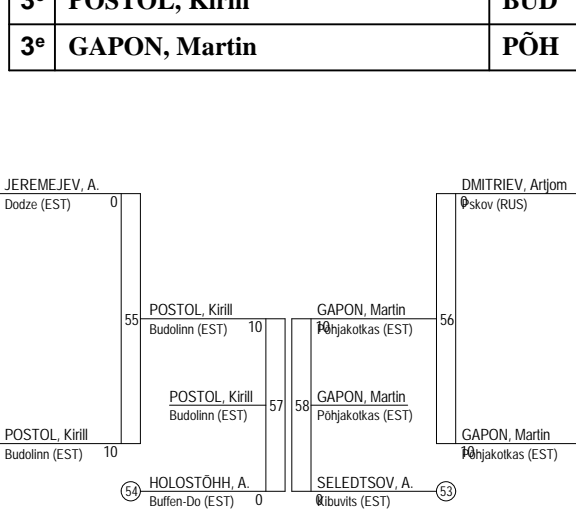 3e POSTOL, Kirill BUD
3e GAPON, Martin PÕH
JEREMEJEV, A. DMITRIEV, Artjom
Dodze (EST) 0 0 Pskov (RUS)
55 POSTOL, Kirill GAPON, Martin 56
Budolinn (EST) 10 10 Põhjakotkas (EST)
POSTOL, Kirill 57 58 GAPON, Martin
Budolinn (EST) Põhjakotkas (EST)
POSTOL, Kirill GAPON, Martin
Budolinn (EST) 10 10 Põhjakotkas (EST)
54 HOLOSTÕHH, A. SELEDTSOV, A. 53
Buffen-Do (EST) 0 0 Kibuvits (EST)